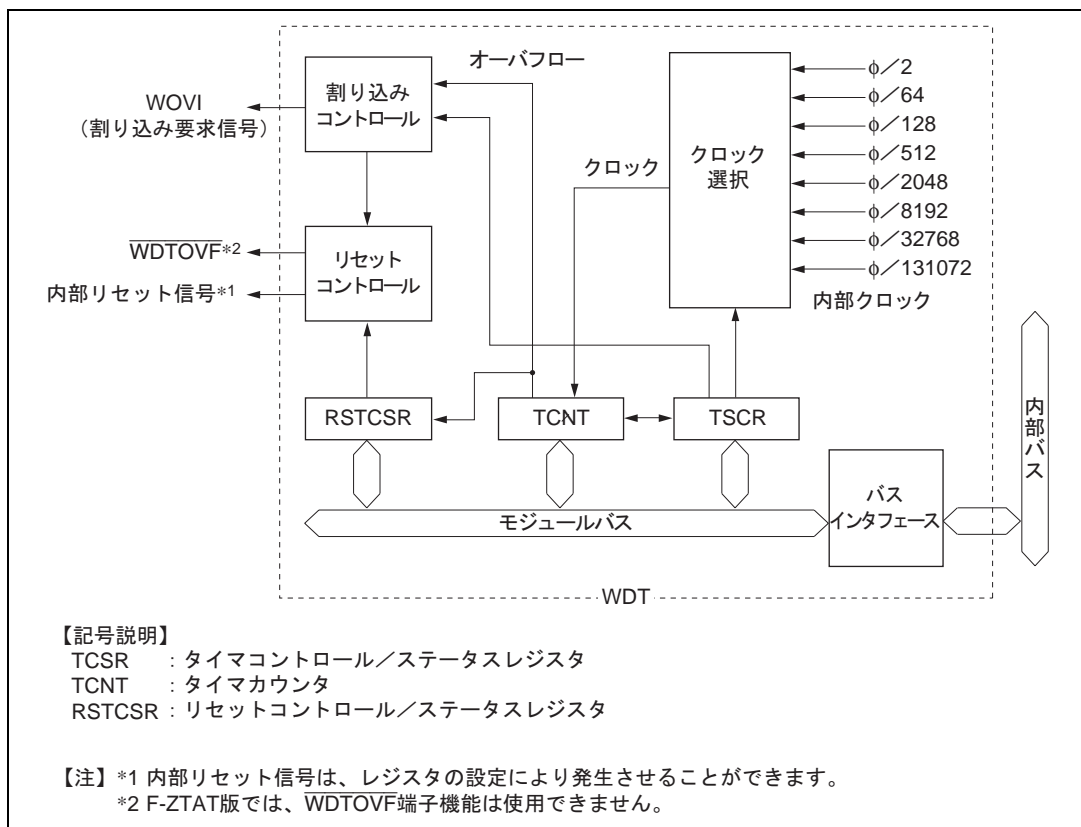 オーバフロー
割り込み
コントロール
WOVI
(割り込み要求信号)
クロック
クロック
選択
φ/2
φ/64
φ/128
φ/512
φ/2048
φ/8192
φ/32768
φ/131072
内部クロック
WDTOVF*2
内部リセット信号*1
リセット
コントロール
RSTCSR
TCNT
TSCR
モジュールバス
バス
インタフェース
内部バス
WDT
【記号説明】
TCSR :タイマコントロール/ステータスレジスタ
TCNT :タイマカウンタ
RSTCSR:リセットコントロール/ステータスレジスタ
【注】*1 内部リセット信号は、レジスタの設定により発生させることができます。
*2 F-ZTAT版では、WDTOVF端子機能は使用できません。